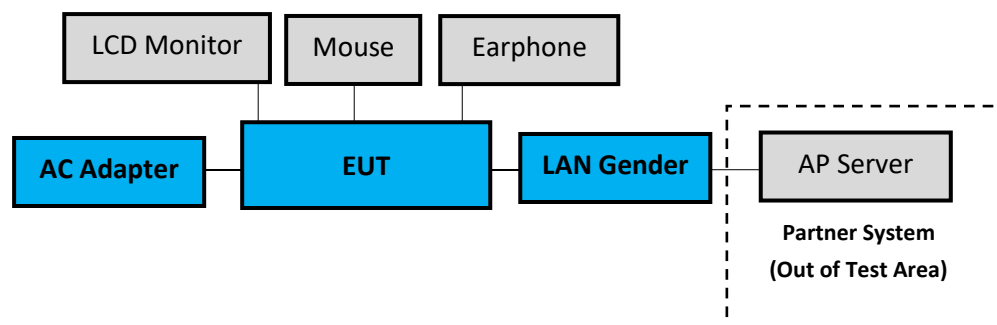 LCD Monitor
Mouse
Earphone
AC Adapter
EUT
LAN Gender
AP Server
Partner System
(Out of Test Area)